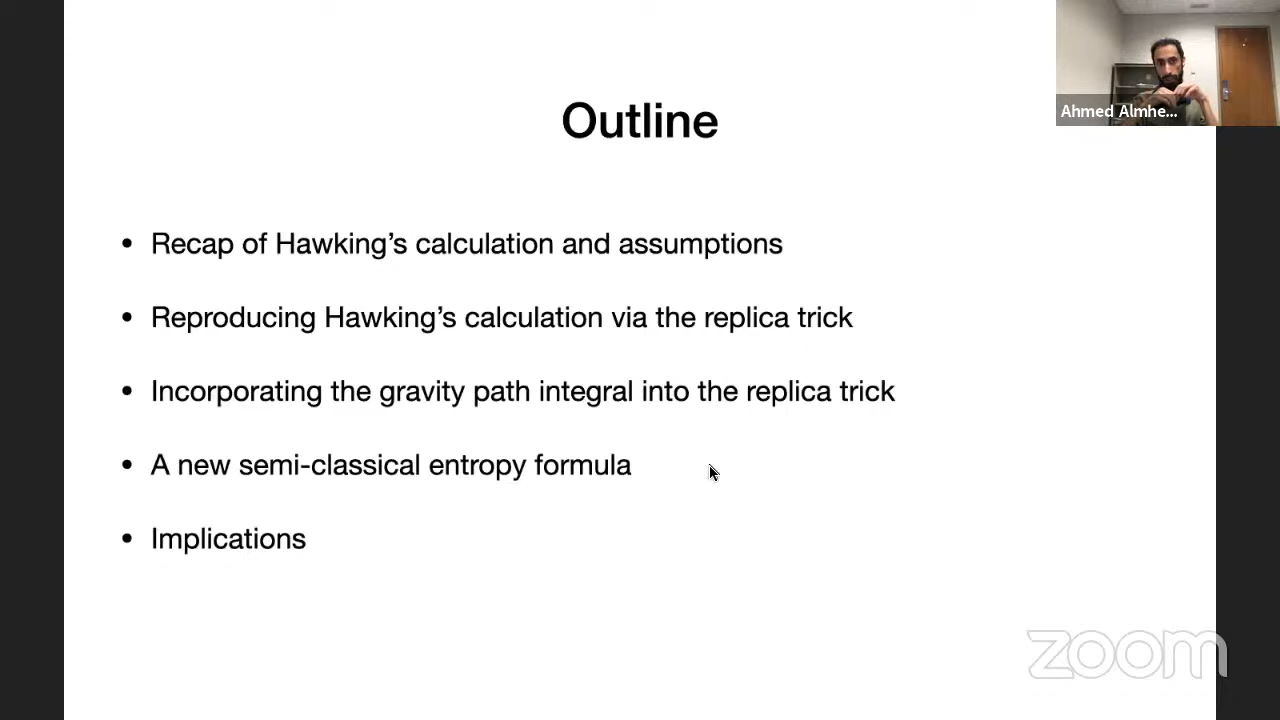 Outline
Ahmed Almhe...
• Recap of Hawking’s calculation and assumptions
• Reproducing Hawking’s calculation via the replica trick
• Incorporating the gravity path integral into the replica trick
• A new semi-classical entropy formula
• Implications
zoom